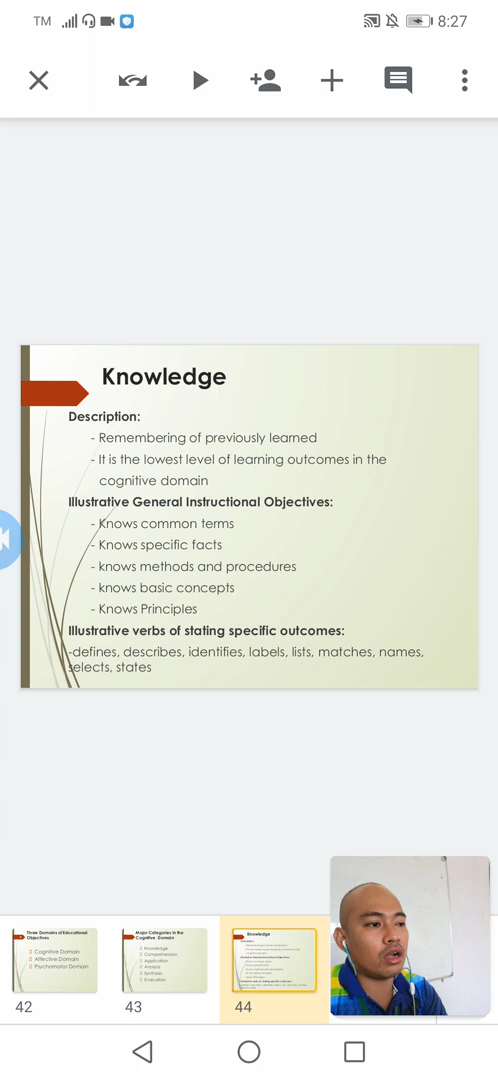 TM 8:27
Knowledge
Description:
- Remembering of previously learned
- It is the lowest level of learning outcomes in the
cognitive domain
Illustrative General Instructional Objectives:
- Knows common terms
- Knows specific facts
- knows methods and procedures
- knows basic concepts
- Knows Principles
Illustrative verbs of stating specific outcomes:
-defines, describes, identifies, labels, lists, matches, names,
selects, states
Three Domains of Educational
Objectives
Cognitive Domain
Affective Domain
Psychomotor Domain
42
Major Categories in the
Cognitive Domain
Knowledge
Comprehension
Application
Analysis
Synthesis
Evaluation
43
Knowledge
44